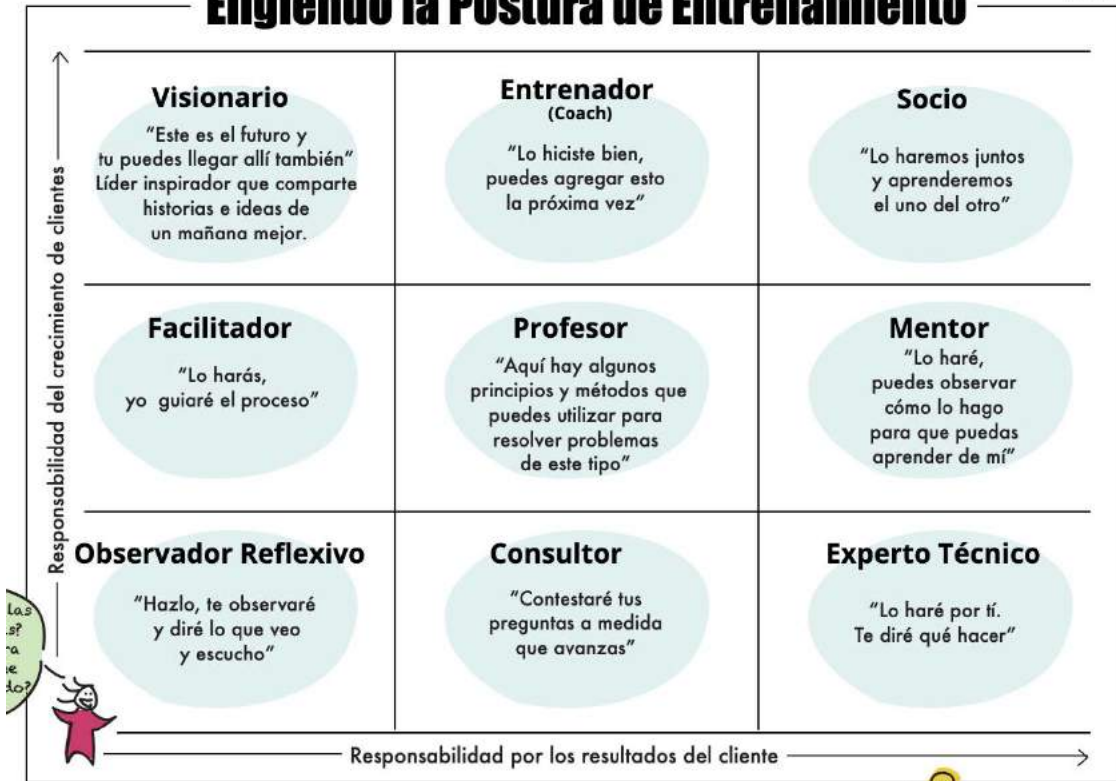 la Postura de Entrenamiento
Visionario
"Este es el futuro y
tu puedes llegar allí también"
Líder inspirador que comparte
historias e ideas de
un mañana mejor.
Entrenador
(Coach)
"Lo hiciste bien,
puedes agregar esto
la próxima vez"
Socio
"Lo haremos juntos
y aprenderemos
el uno del otro"
Facilitador
"Lo harás,
yo guiaré el proceso"
Profesor
"Aquí hay algunos
principios y métodos que
puedes utilizar para
resolver problemas
de este tipo"
Mentor
"Lo haré,
puedes observar
cómo lo hago
para que puedas
aprender de mí"
Observador Reflexivo
"Hazlo, te observaré
y diré lo que veo
y escucho"
Consultor
"Contestaré tus
preguntas a medida
que avanzas"
Experto Técnico
"Lo haré por tí.
Te diré qué hacer"
Responsabilidad del crecimiento de clientes
Las
Responsabilidad por los resultados del cliente